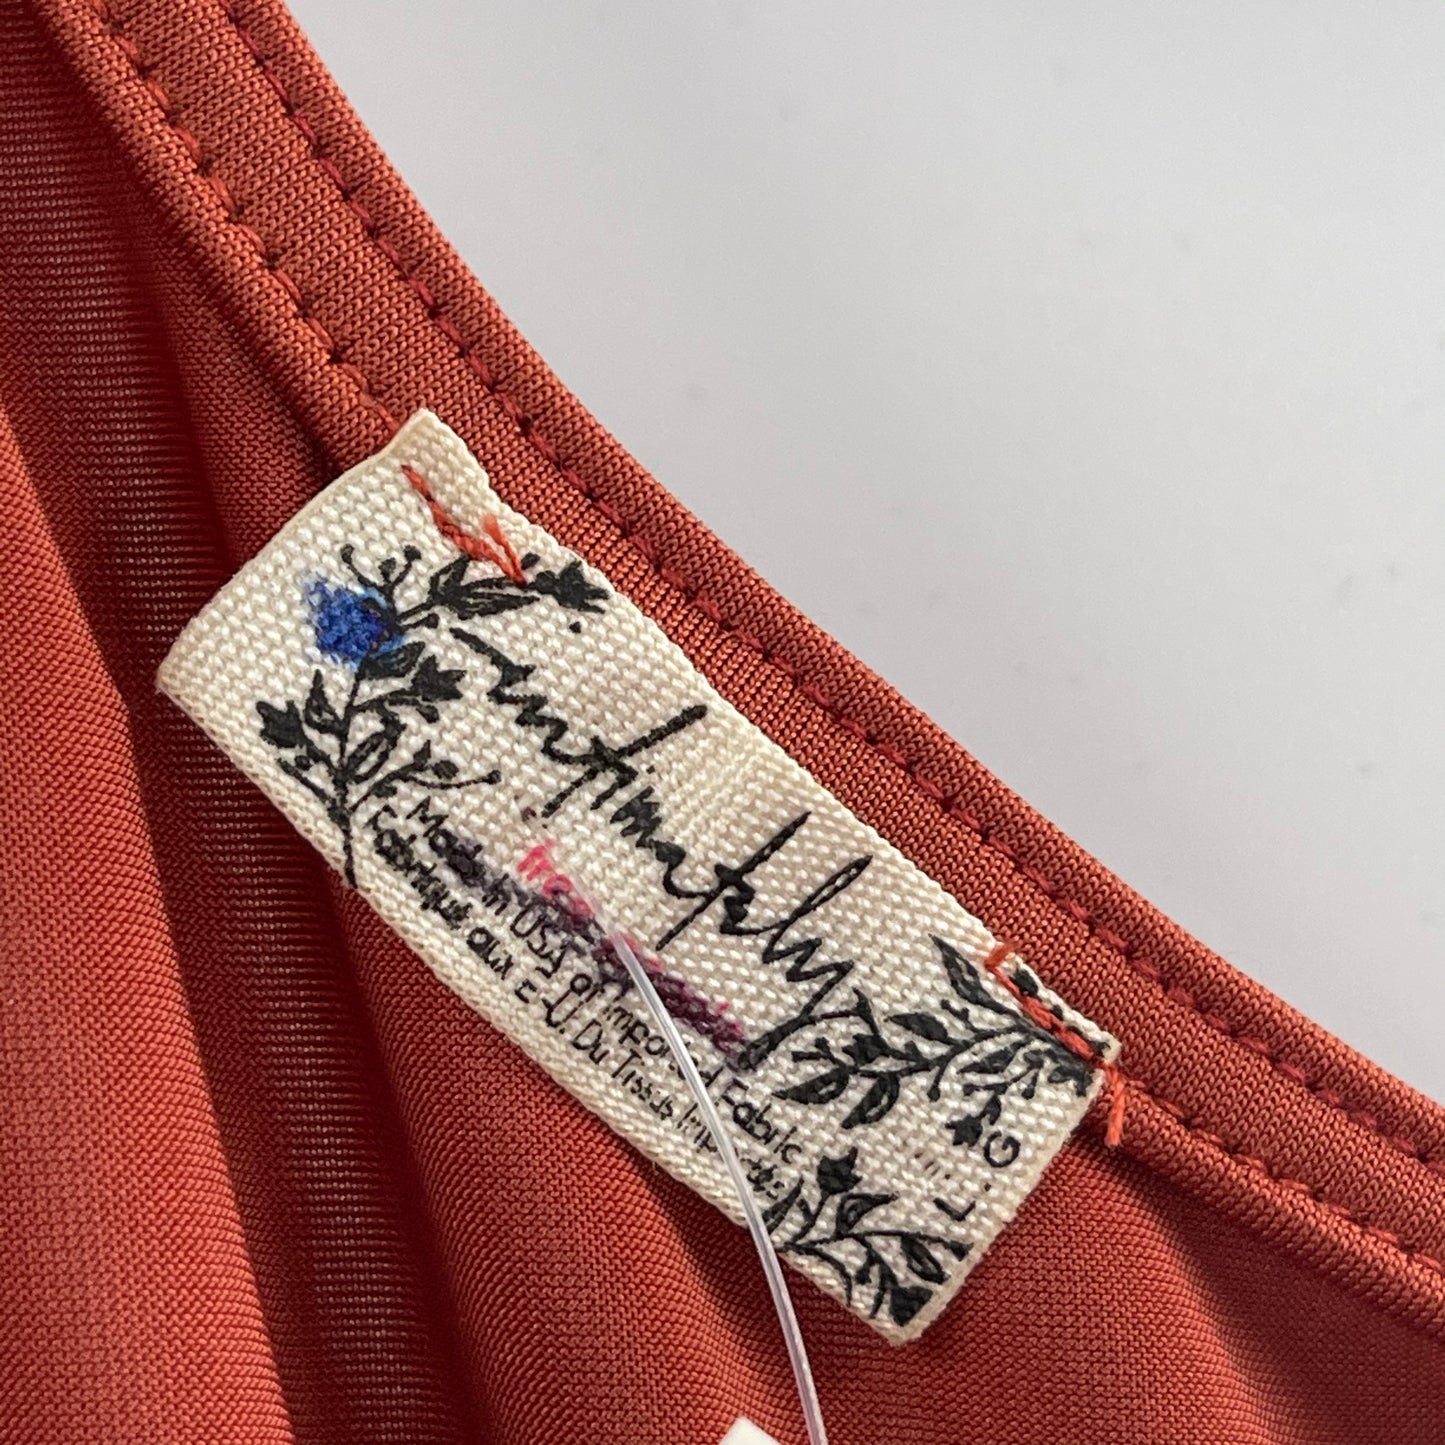 Intimately
free people
Made in USA of Imported Fabric
Fabriqué aux É-U. Du Tissus Importés
L . G